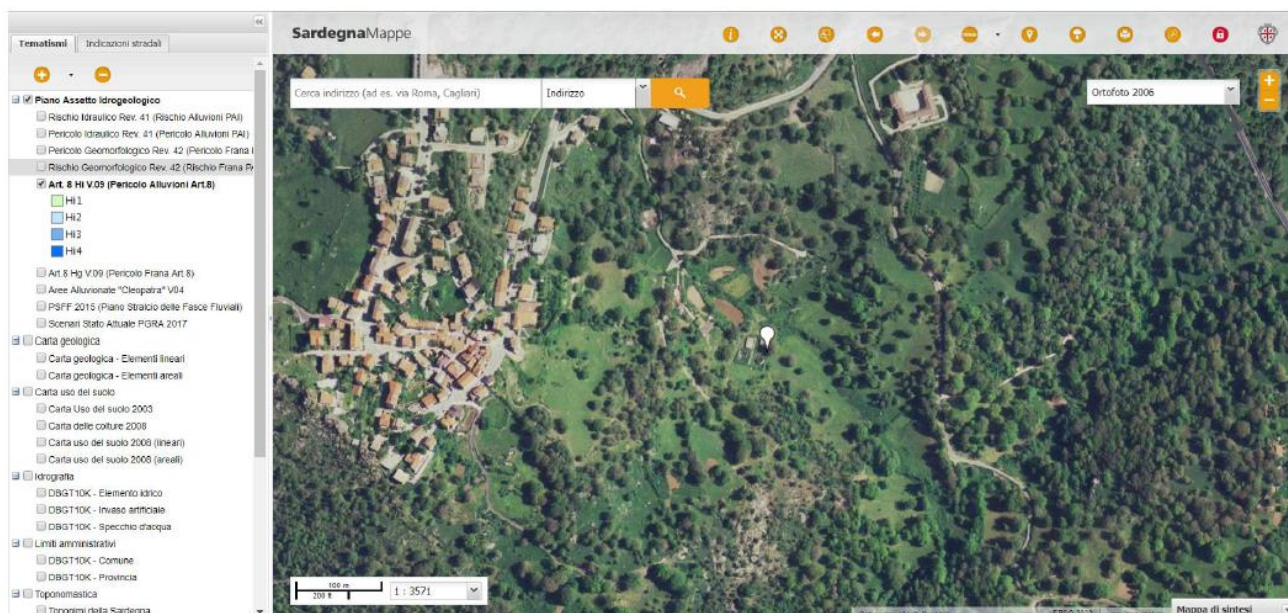 Tematismi
Indicazioni stradali
SardegnaMappe
Cerca indirizzo (ad es. via Roma, Cagliari)
Indirizzo
Ortofoto 2006
Piano Assetto Idrogeologico
Rischio Idraulico Rev. 41 (Rischio Alluvioni PAI)
Pericolo Idraulico Rev. 41 (Pericolo Alluvioni PAI)
Pericolo Geomorfologico Rev. 42 (Pericolo Frana
Rischio Geomorfologico Rev. 42 (Rischio Frana PA
Art. 8 Hi V.09 (Pericolo Alluvioni Art.8)
Hi1
Hi2
Hi3
Hi4
Art.8 Hg V.09 (Pericolo Frana Art.8)
Aree Alluvionate "Cleopatra" V04
PSFF 2015 (Piano Stralcio delle Fasce Fluviali)
Scenari Stato Attuale PGRA 2017
Carta geologica
Carta geologica - Elementi lineari
Carta geologica - Elementi areali
Carta uso del suolo
Carta Uso del suolo 2003
Carta delle colture 2008
Carta uso del suolo 2008 (lineari)
Carta uso del suolo 2008 (areali)
Idrografia
DBGT10K - Elemento idrico
DBGT10K - Invaso artificiale
DBGT10K - Specchio d'acqua
Limiti amministrativi
DBGT10K - Comune
DBGT10K - Provincia
Toponomastica
Toponimi della Sardegna
100 m
200 ft
1 : 3571
Mappa di sintesi